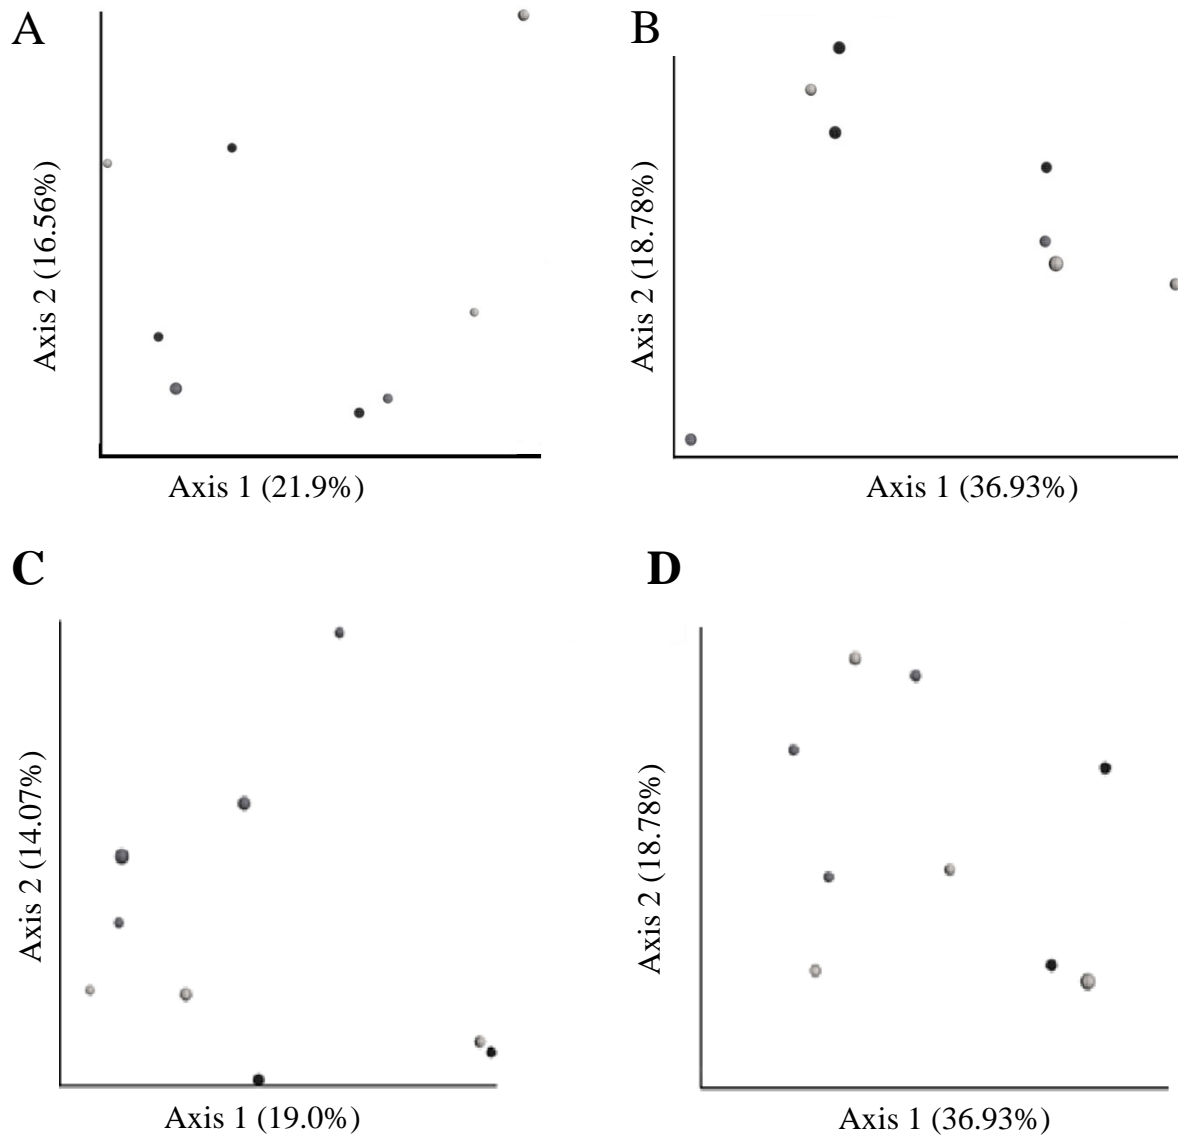 A
Axis 2 (16.56%)
Axis 1 (21.9%)
B
Axis 2 (18.78%)
Axis 1 (36.93%)
C
Axis 2 (14.07%)
Axis 1 (19.0%)
D
Axis 2 (18.78%)
Axis 1 (36.93%)